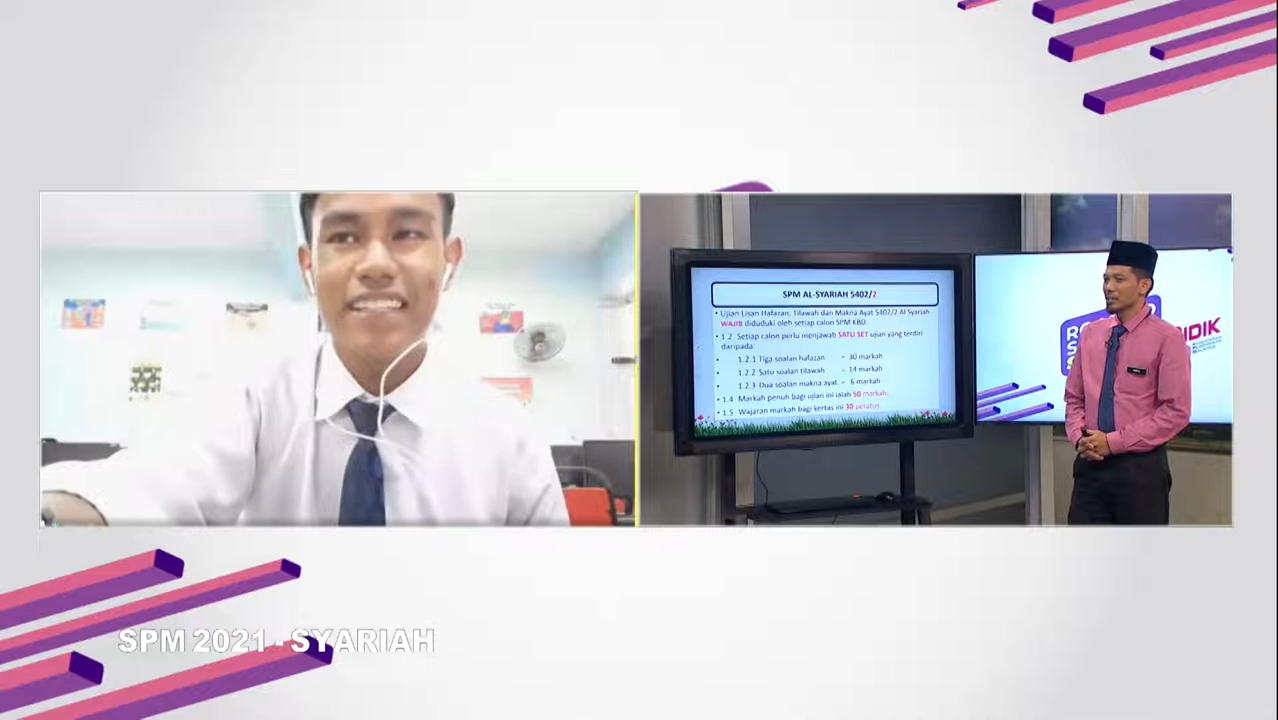 SPM AL-SYARIAH 5402/2
• Ujian Lisan Hafazan, Tilawah dan Makna Ayat 5402/2 Al Syariah
WAJIB diduduki oleh setiap calon SPM KBD.
• 1.2 Setiap calon perlu menjawab SATU SET ujian yang terdiri
daripada:
• 1.2.1 Tiga soalan hafazan = 30 markah
• 1.2.2 Satu soalan tilawah = 14 markah
• 1.2.3 Dua soalan makna ayat = 6 markah
• 1.4 Markah penuh bagi ujian ini ialah 50 markah.
• 1.5 Wajaran markah bagi kertas ini 30 peratus.
DIDIK
SPM 2021 - SYARIAH